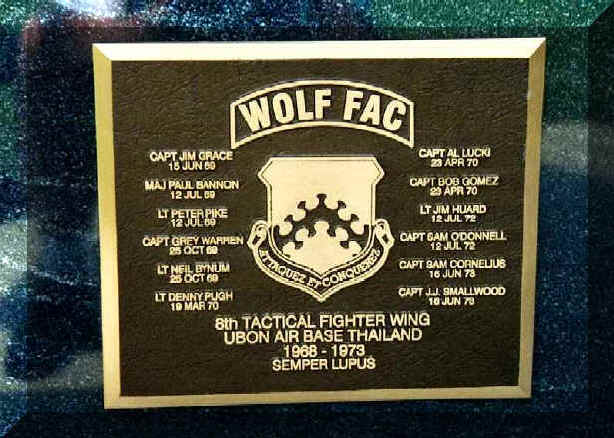 WOLF FAC
CAPT JIM GRACE
15 JUN 69
MAJ PAUL BANNON
12 JUL 69
LT PETER PIKE
12 JUL 69
CAPT GREY WARREN
25 OCT 69
LT NEIL BYNUM
25 OCT 69
LT DENNY PUGH
19 MAR 70
CAPT AL LUCKI
23 APR 70
CAPT BOB GOMEZ
23 APR 70
LT JIM HUARD
12 JUL 72
CAPT SAM O'DONNELL
12 JUL 72
CAPT SAM CORNELIUS
16 JUN 73
CAPT J.J. SMALLWOOD
16 JUN 73
ATTAQUEZ ET CONQUEREZ
8th TACTICAL FIGHTER WING
UBON AIR BASE THAILAND
1968 - 1973
SEMPER LUPUS